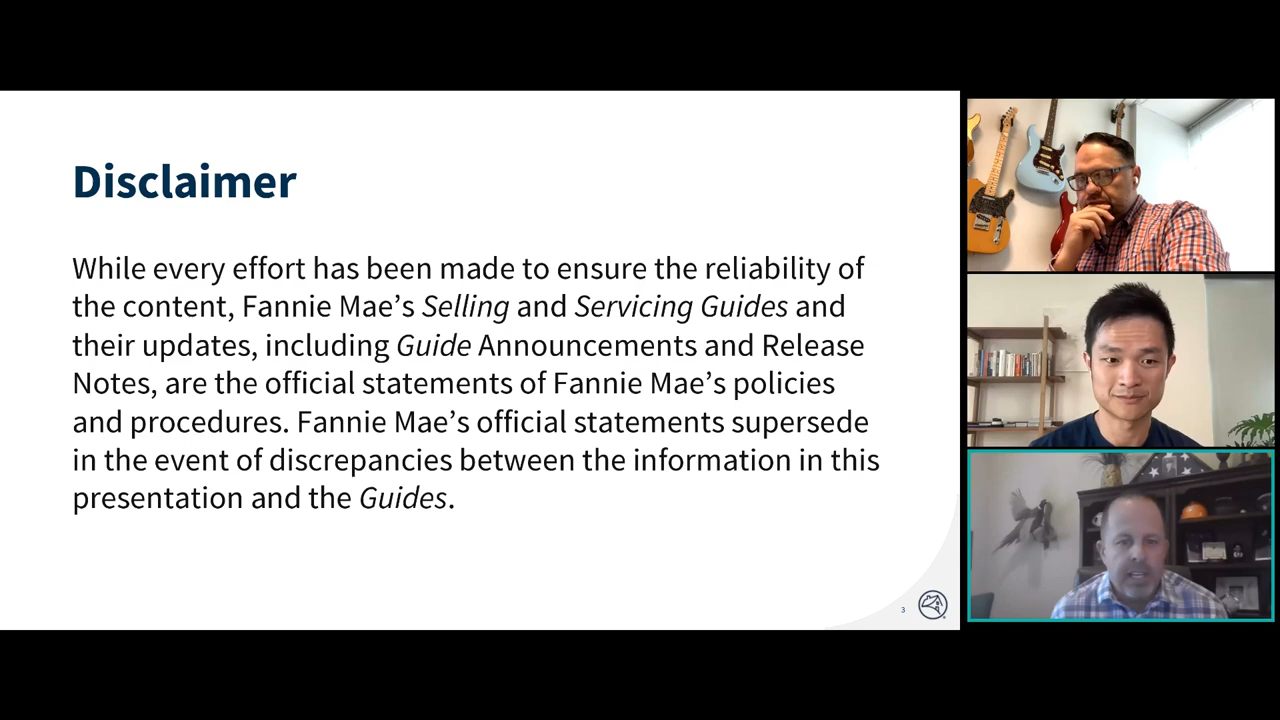 Disclaimer
While every effort has been made to ensure the reliability of
the content, Fannie Mae’s Selling and Servicing Guides and
their updates, including Guide Announcements and Release
Notes, are the official statements of Fannie Mae’s policies
and procedures. Fannie Mae’s official statements supersede
in the event of discrepancies between the information in this
presentation and the Guides.
3